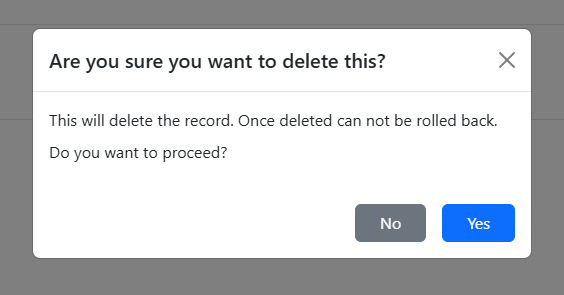 Are you sure you want to delete this?
This will delete the record. Once deleted can not be rolled back.
Do you want to proceed?
No
Yes